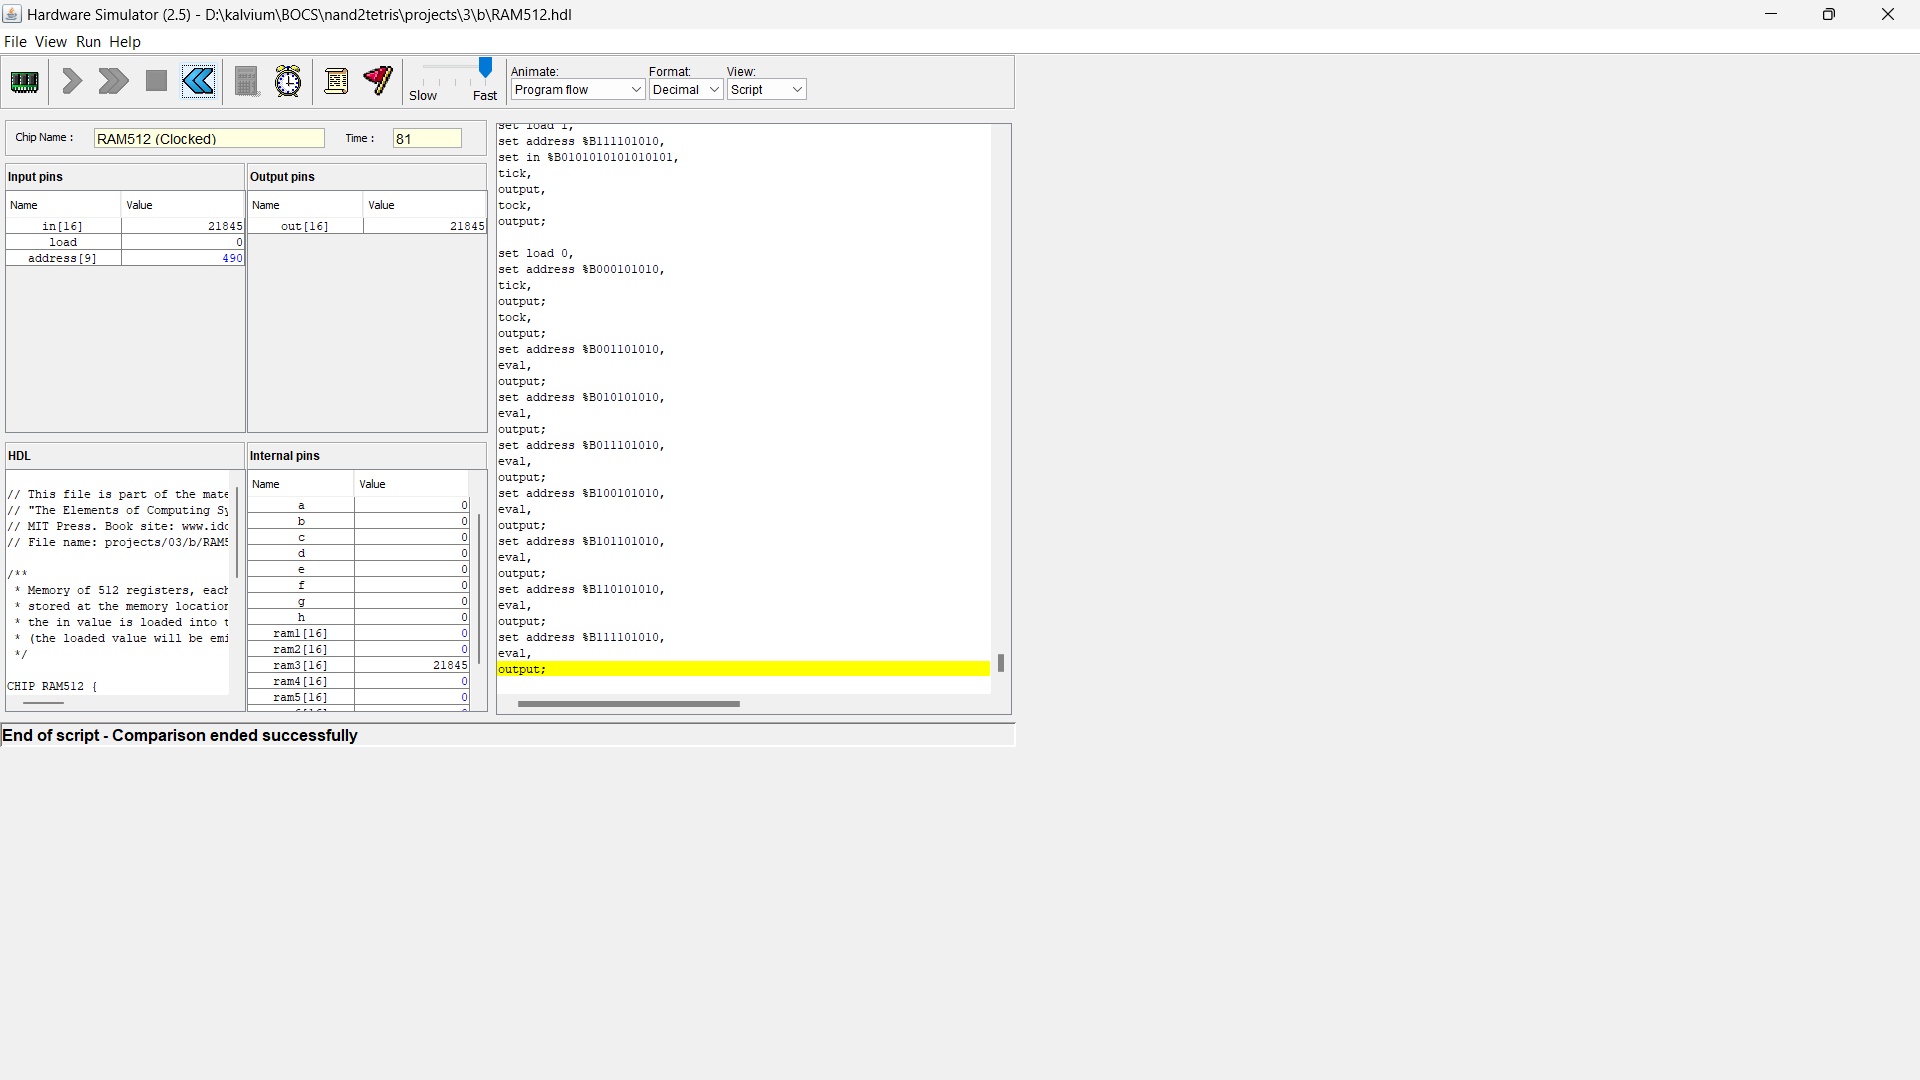 Hardware Simulator (2.5) - D:\kalvium\BOCS\nand2tetris\projects\3\b\RAM512.hdl
File View Run Help
Slow Fast
Animate: Format: View:
Program flow Decimal Script
Chip Name : RAM512 (Clocked) Time : 81
Input pins
Name Value
in[16] 21845
load 0
address[9] 490
Output pins
Name Value
out[16] 21845
HDL
// This file is part of the mate
// "The Elements of Computing Sy
// MIT Press. Book site: www.idc
// File name: projects/03/b/RAM5
/**
* Memory of 512 registers, each
* stored at the memory location
* the in value is loaded into t
* (the loaded value will be emi
*/
CHIP RAM512 {
Internal pins
Name Value
a 0
b 0
c 0
d 0
e 0
f 0
g 0
h 0
ram1[16] 0
ram2[16] 0
ram3[16] 21845
ram4[16] 0
ram5[16] 0
set load 1,
set address %B111101010,
set in %B0101010101010101,
tick,
output,
tock,
output;
set load 0,
set address %B000101010,
tick,
output;
tock,
output;
set address %B001101010,
eval,
output;
set address %B010101010,
eval,
output;
set address %B011101010,
eval,
output;
set address %B100101010,
eval,
output;
set address %B101101010,
eval,
output;
set address %B110101010,
eval,
output;
set address %B111101010,
eval,
output;
End of script - Comparison ended successfully